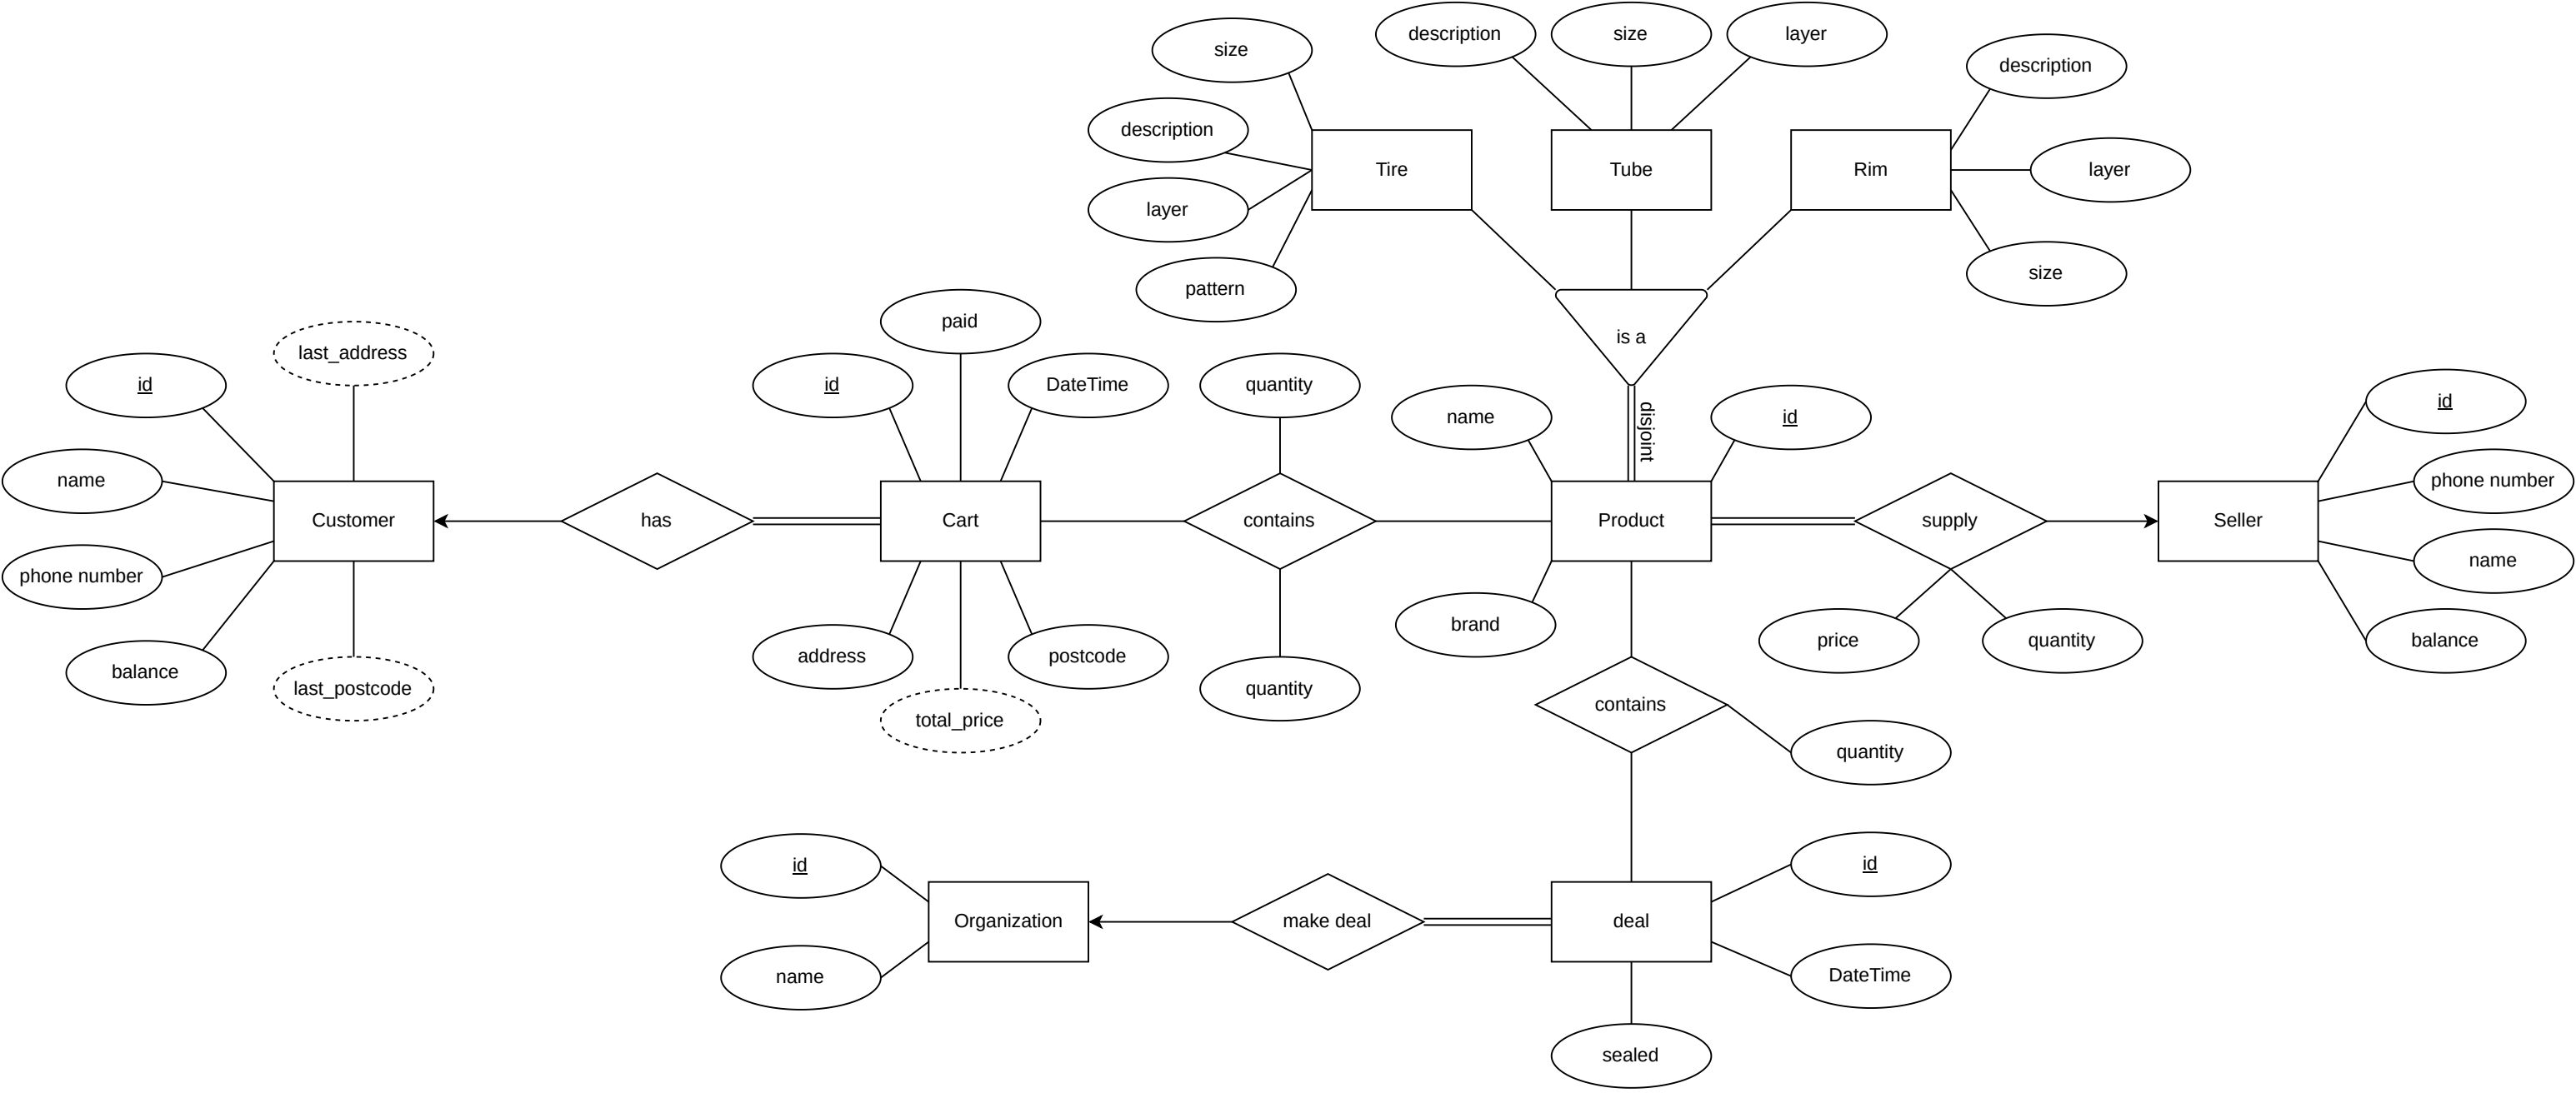 description
size
layer
size
description
description
Tire
Tube
Rim
layer
layer
pattern
size
paid
is a
last_address
id
id
DateTime
quantity
name
disjoint
id
id
name
phone number
Customer
has
Cart
contains
Product
supply
Seller
phone number
name
brand
price
quantity
balance
address
postcode
balance
last_postcode
quantity
contains
total_price
quantity
id
id
Organization
make deal
deal
name
DateTime
sealed